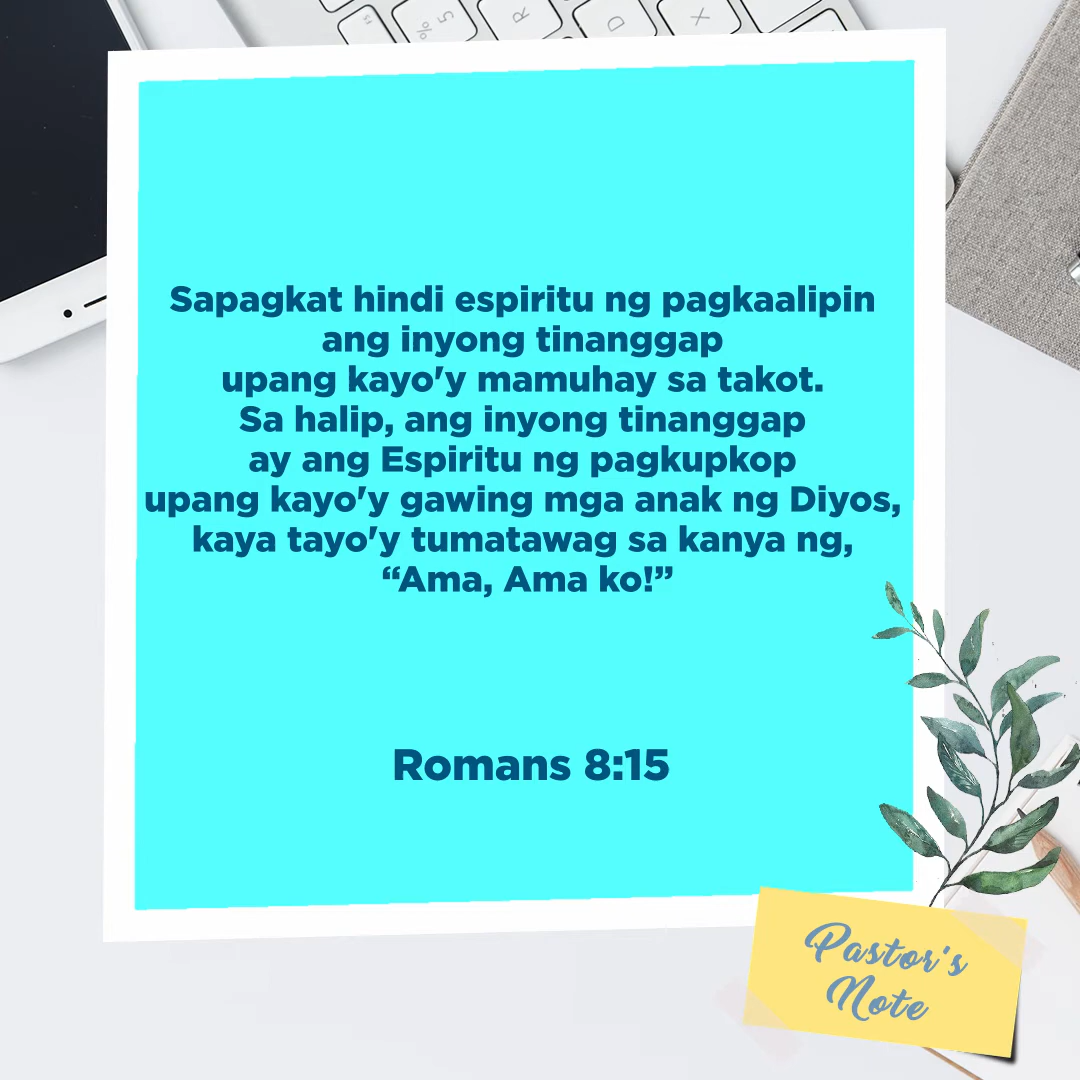 Sapagkat hindi espiritu ng pagkaalipin
ang inyong tinanggap
upang kayo'y mamuhay sa takot.
Sa halip, ang inyong tinanggap
ay ang Espiritu ng pagkupkop
upang kayo'y gawing mga anak ng Diyos,
kaya tayo'y tumatawag sa kanya ng,
“Ama, Ama ko!”
Romans 8:15
Pastor's
Note